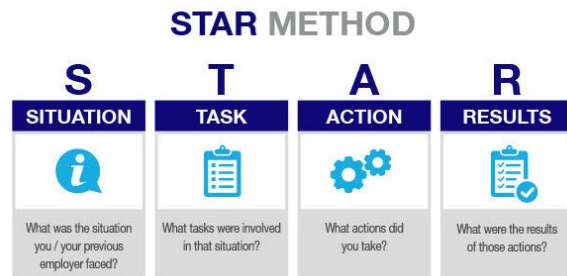 STAR METHOD
S T A R
SITUATION TASK ACTION RESULTS
i
What was the situation
you / your previous
employer faced?
What tasks were involved
in that situation?
What actions did
you take?
What were the results
of those actions?